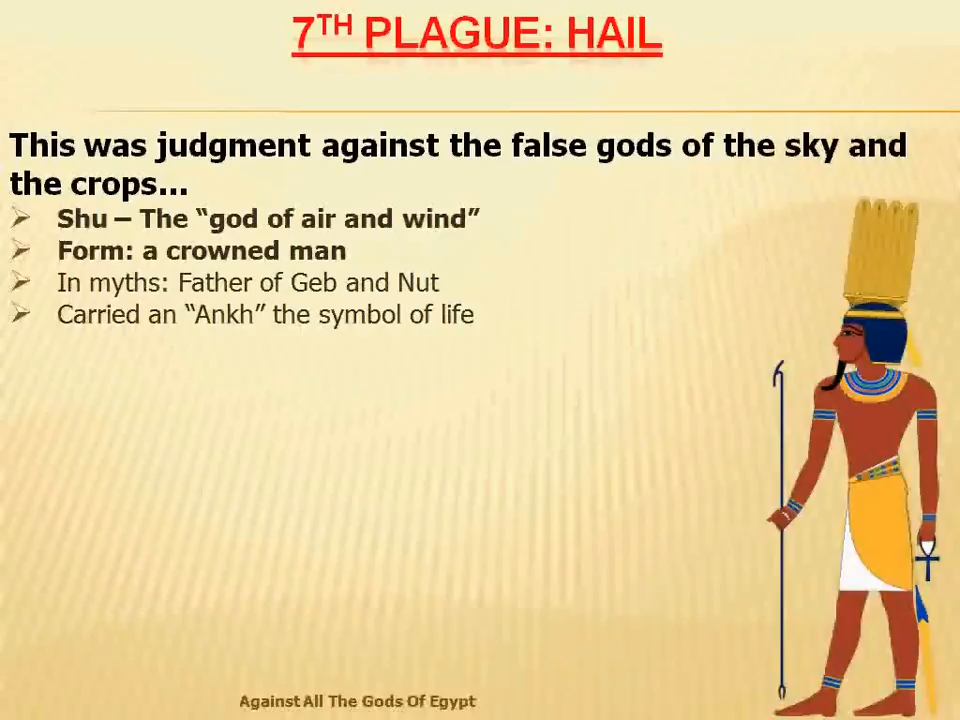 7TH PLAGUE: HAIL
This was judgment against the false gods of the sky and
the crops...
Shu – The “god of air and wind”
Form: a crowned man
In myths: Father of Geb and Nut
Carried an “Ankh” the symbol of life
Against All The Gods Of Egypt